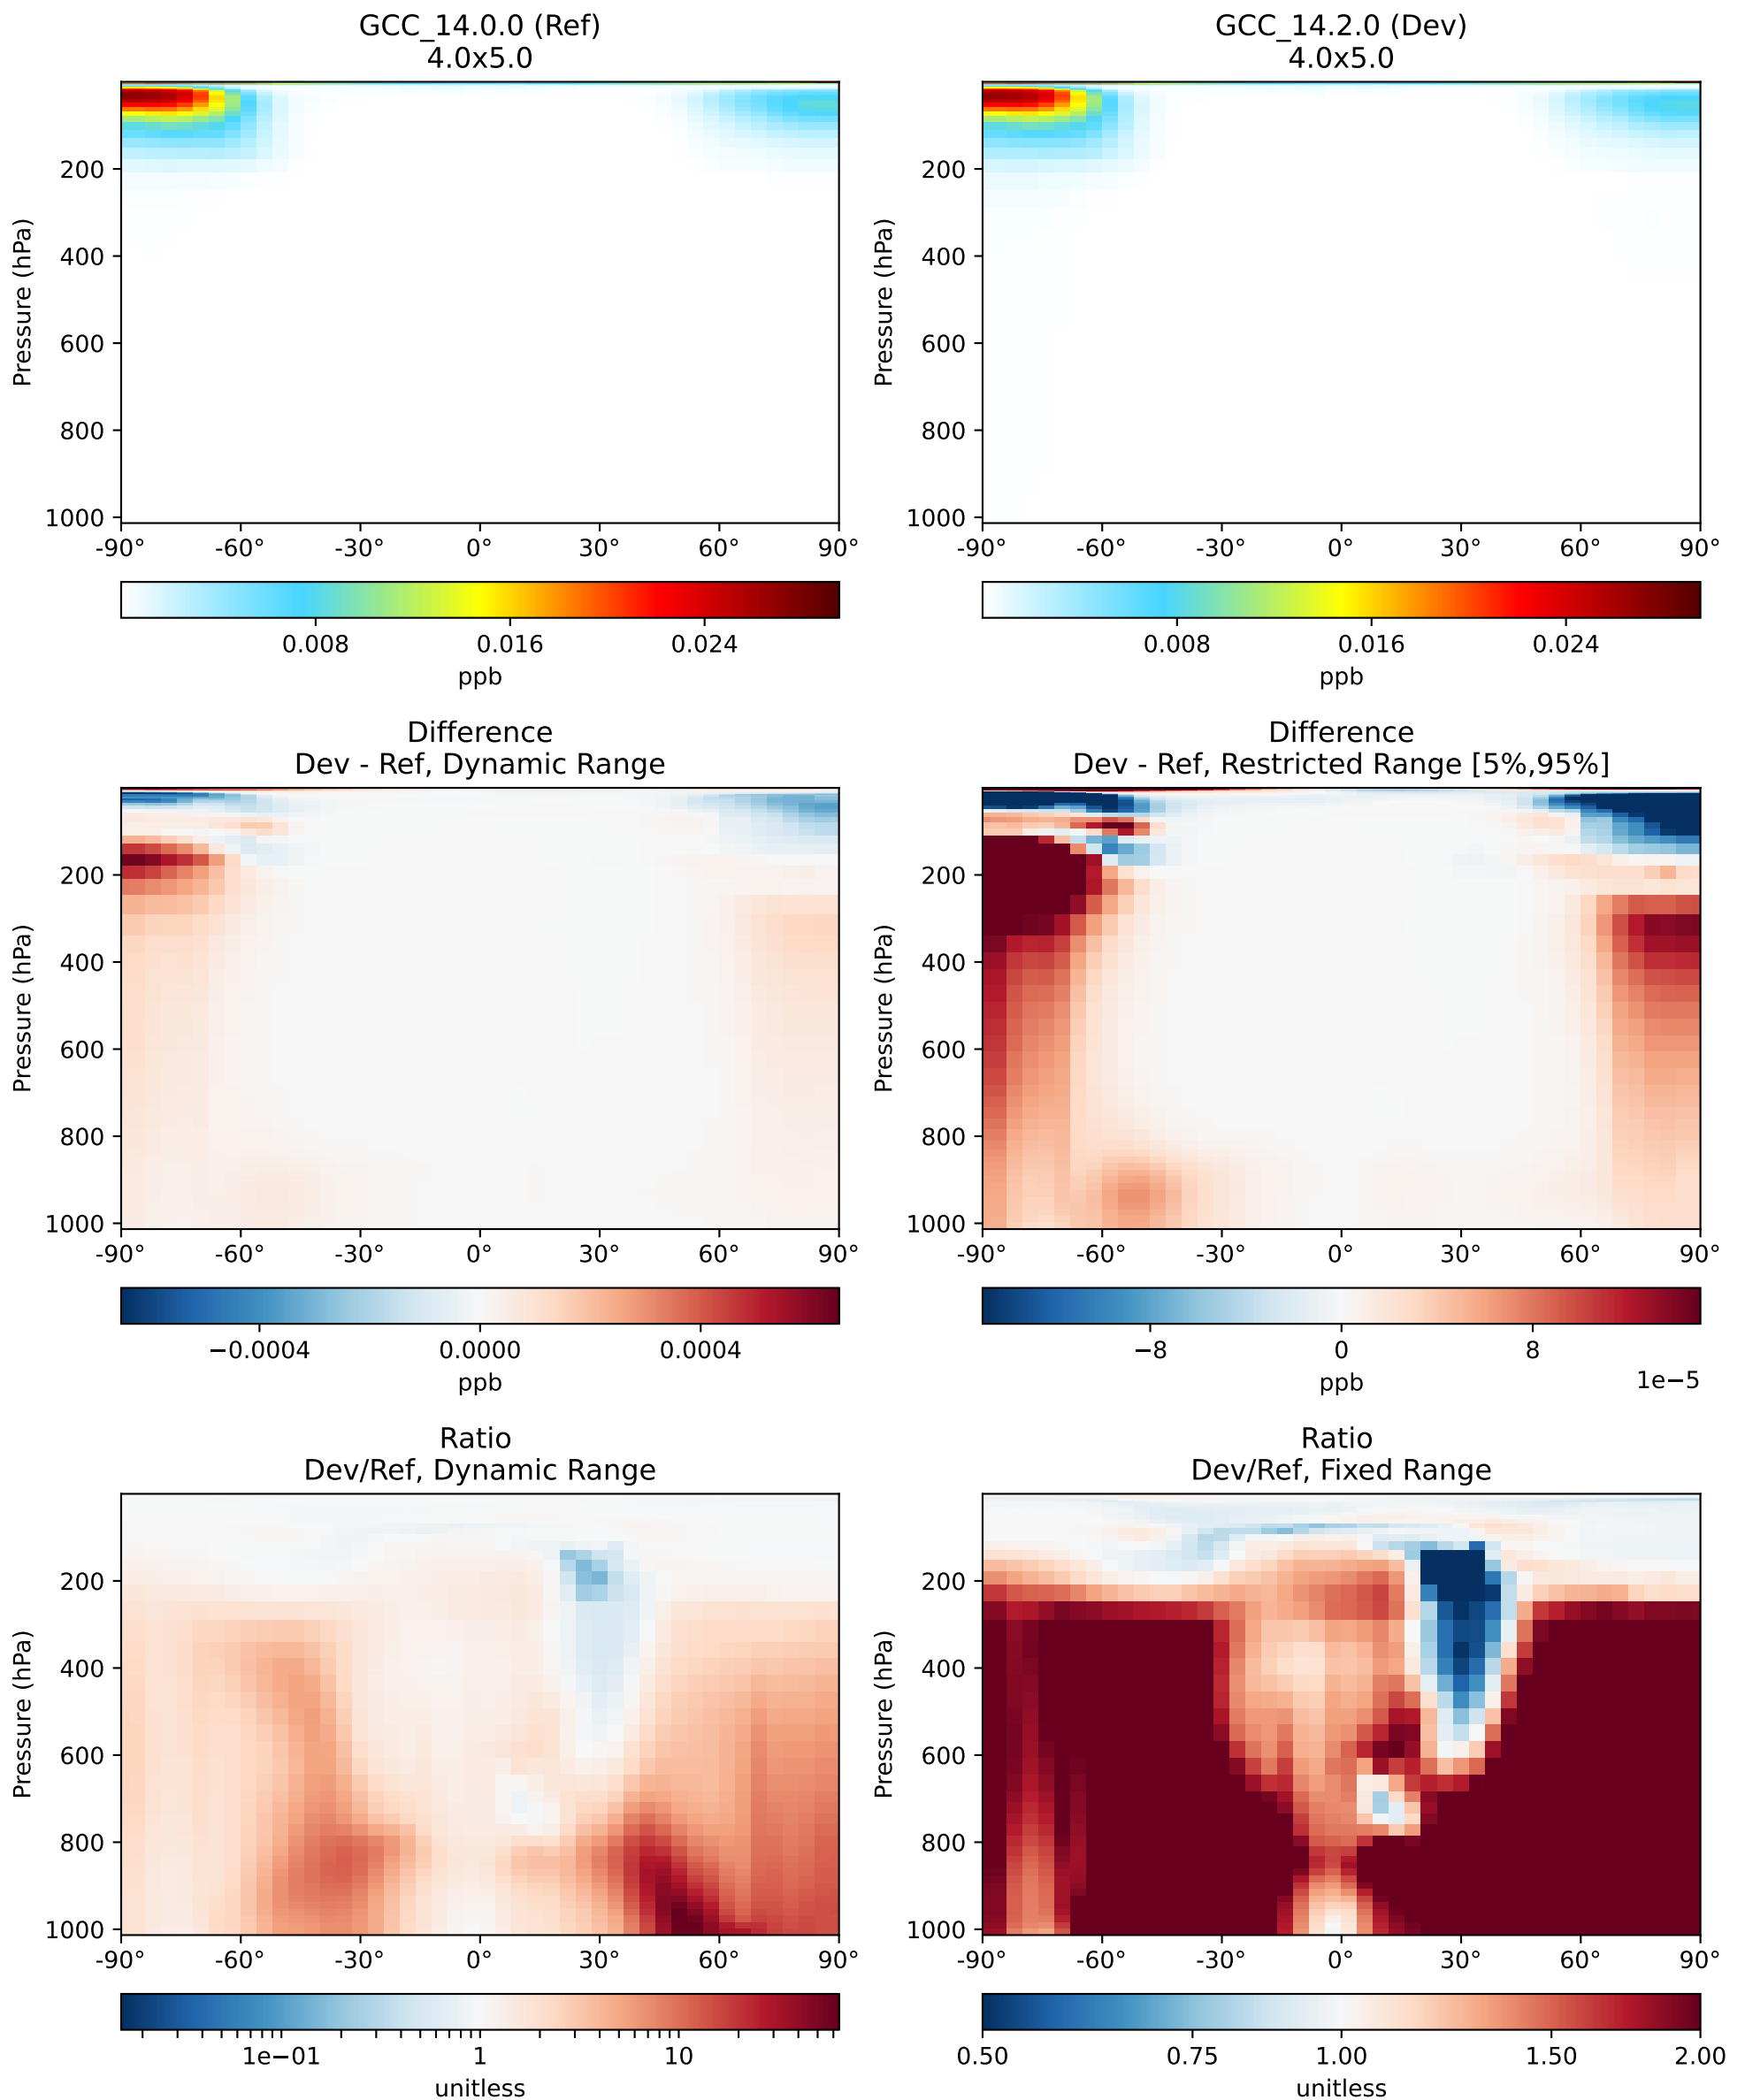 GCC_14.0.0 (Ref)
4.0x5.0
GCC_14.2.0 (Dev)
4.0x5.0
Pressure (hPa)
200
400
600
800
1000
-90° -60° -30° 0° 30° 60° 90°
0.008 0.016 0.024
ppb
Pressure (hPa)
200
400
600
800
1000
-90° -60° -30° 0° 30° 60° 90°
0.008 0.016 0.024
ppb
Difference
Dev - Ref, Dynamic Range
Difference
Dev - Ref, Restricted Range [5%,95%]
Pressure (hPa)
200
400
600
800
1000
-90° -60° -30° 0° 30° 60° 90°
−0.0004 0.0000 0.0004
ppb
Pressure (hPa)
200
400
600
800
1000
-90° -60° -30° 0° 30° 60° 90°
−8 0 8
ppb
1e−5
Ratio
Dev/Ref, Dynamic Range
Ratio
Dev/Ref, Fixed Range
Pressure (hPa)
200
400
600
800
1000
-90° -60° -30° 0° 30° 60° 90°
1e−01 1 10
unitless
Pressure (hPa)
200
400
600
800
1000
-90° -60° -30° 0° 30° 60° 90°
0.50 0.75 1.00 1.50 2.00
unitless